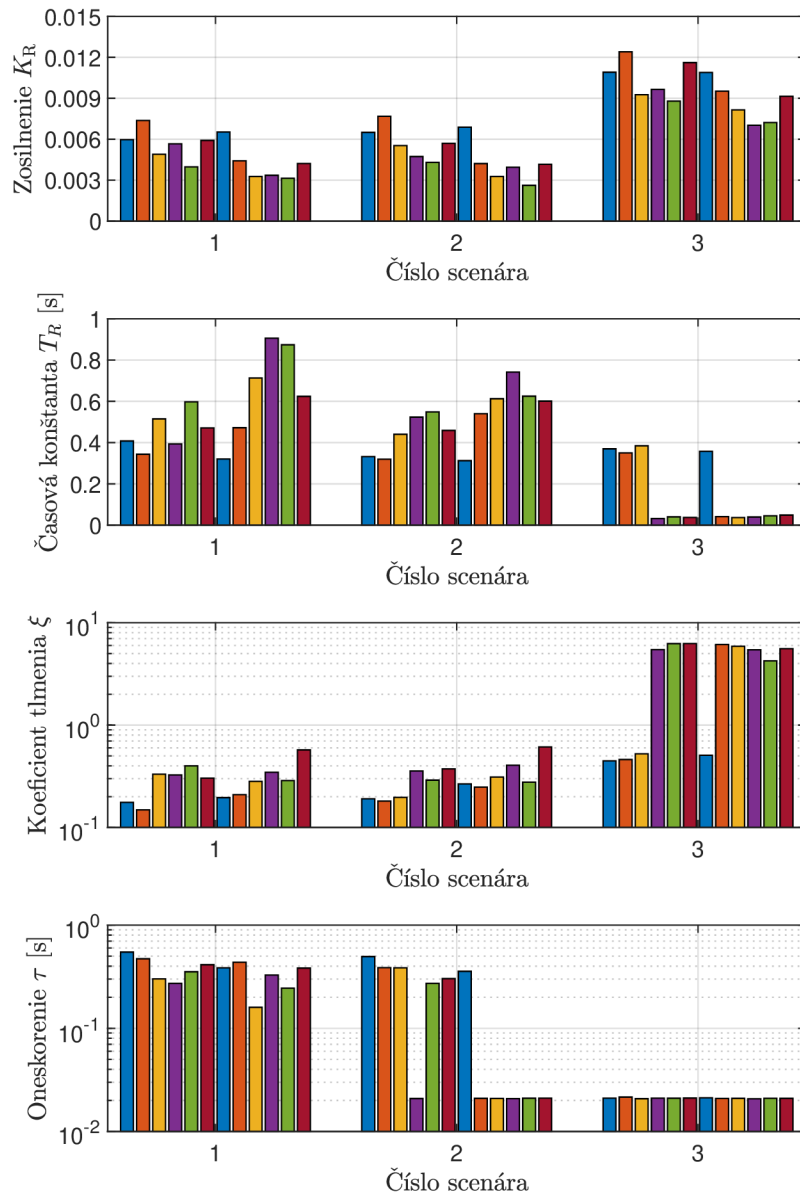 Zosilnenie K_R
0.015
0.012
0.009
0.006
0.003
0
1 2 3
Číslo scenára
Časová konštanta T_R [s]
1
0.8
0.6
0.4
0.2
0
1 2 3
Číslo scenára
Koeficient tlmenia ξ
10^1
10^0
10^-1
1 2 3
Číslo scenára
Oneskorenie τ [s]
10^0
10^-1
10^-2
1 2 3
Číslo scenára